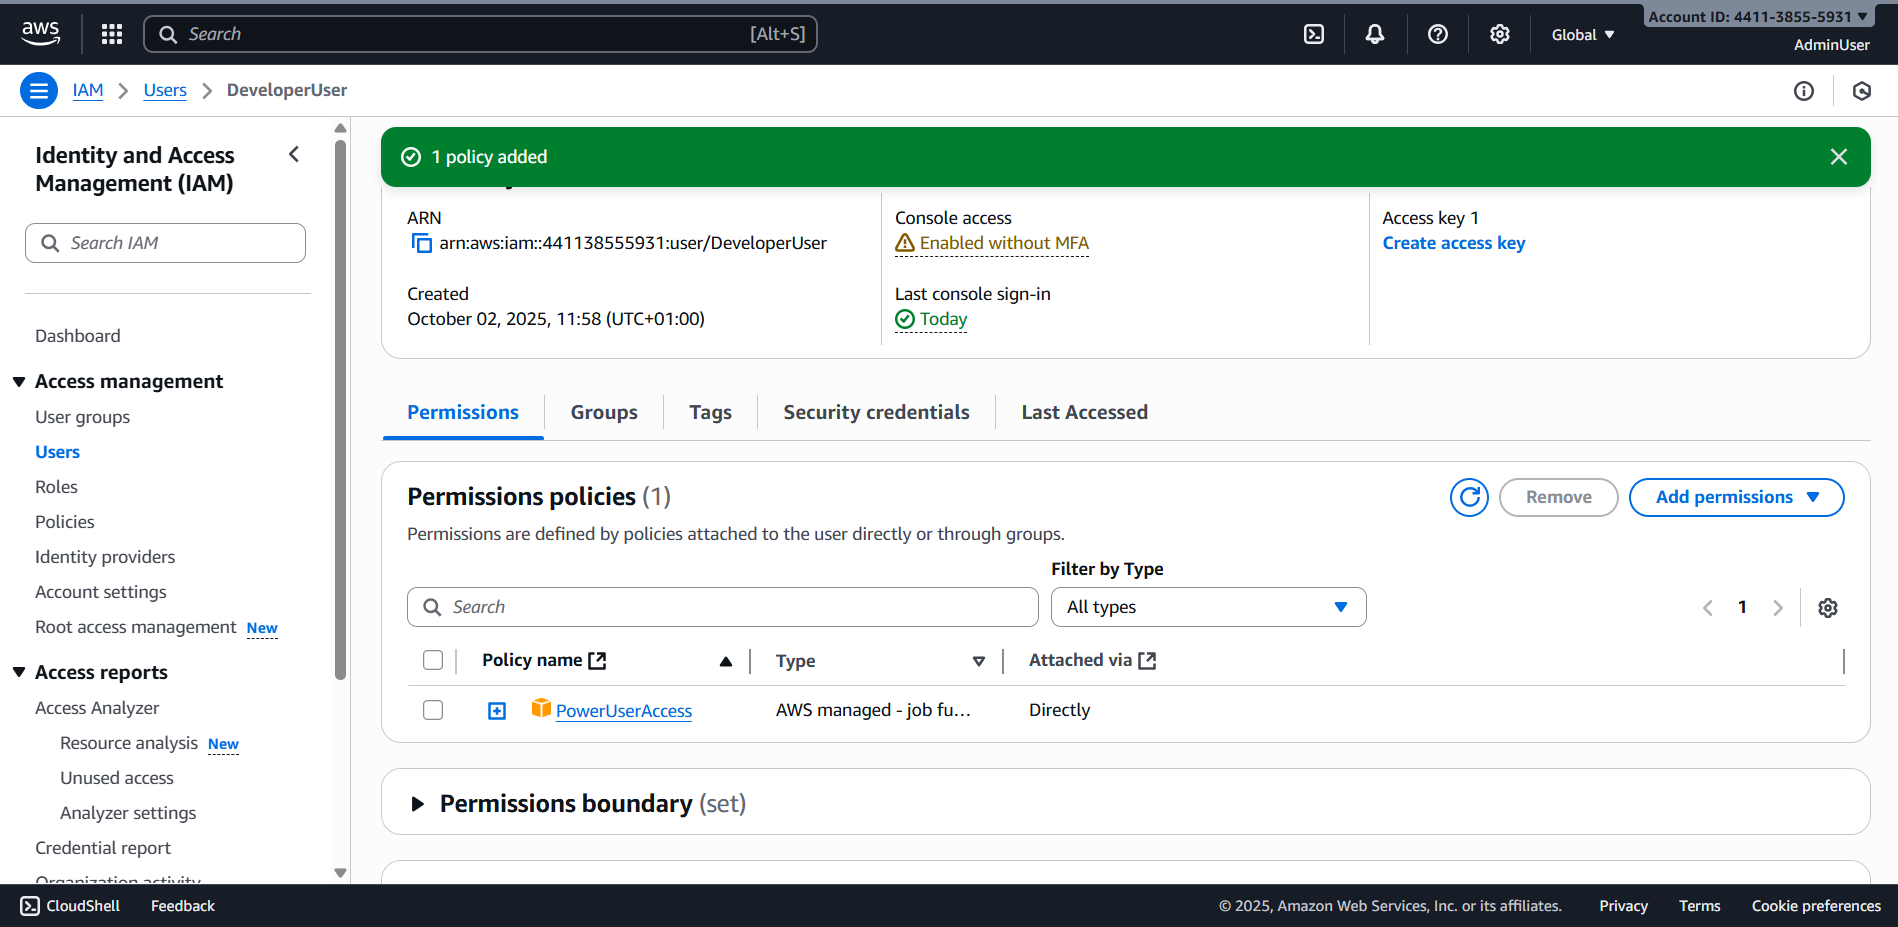 aws
Search [Alt+S]
Global
Account ID: 4411-3855-5931
AdminUser
IAM
Users
DeveloperUser
Identity and Access
Management (IAM)
Search IAM
Dashboard
Access management
User groups
Users
Roles
Policies
Identity providers
Account settings
Root access management New
Access reports
Access Analyzer
Resource analysis New
Unused access
Analyzer settings
Credential report
Organization activity
1 policy added
ARN
arn:aws:iam::441138555931:user/DeveloperUser
Created
October 02, 2025, 11:58 (UTC+01:00)
Console access
Enabled without MFA
Last console sign-in
Today
Access key 1
Create access key
Permissions
Groups
Tags
Security credentials
Last Accessed
Permissions policies (1)
Remove
Add permissions
Permissions are defined by policies attached to the user directly or through groups.
Filter by Type
Search
All types
1
Policy name
Type
Attached via
PowerUserAccess
AWS managed - job fu...
Directly
Permissions boundary (set)
CloudShell
Feedback
© 2025, Amazon Web Services, Inc. or its affiliates.
Privacy
Terms
Cookie preferences